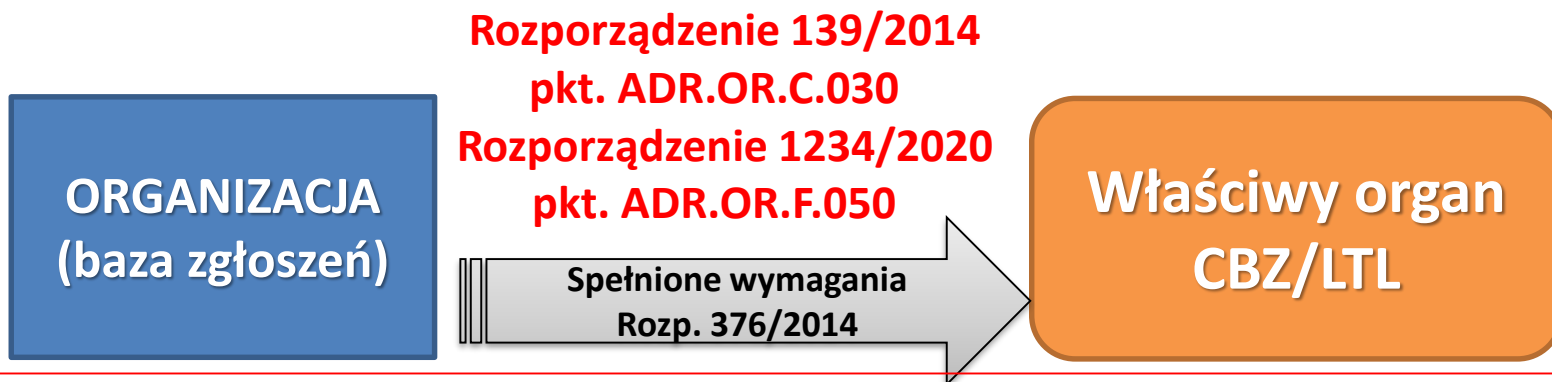 Rozporządzenie 139/2014
pkt. ADR.OR.C.030
Rozporządzenie 1234/2020
pkt. ADR.OR.F.050
ORGANIZACJA
(baza zgłoszeń)
Spełnione wymagania
Rozp. 376/2014
Właściwy organ
CBZ/LTL